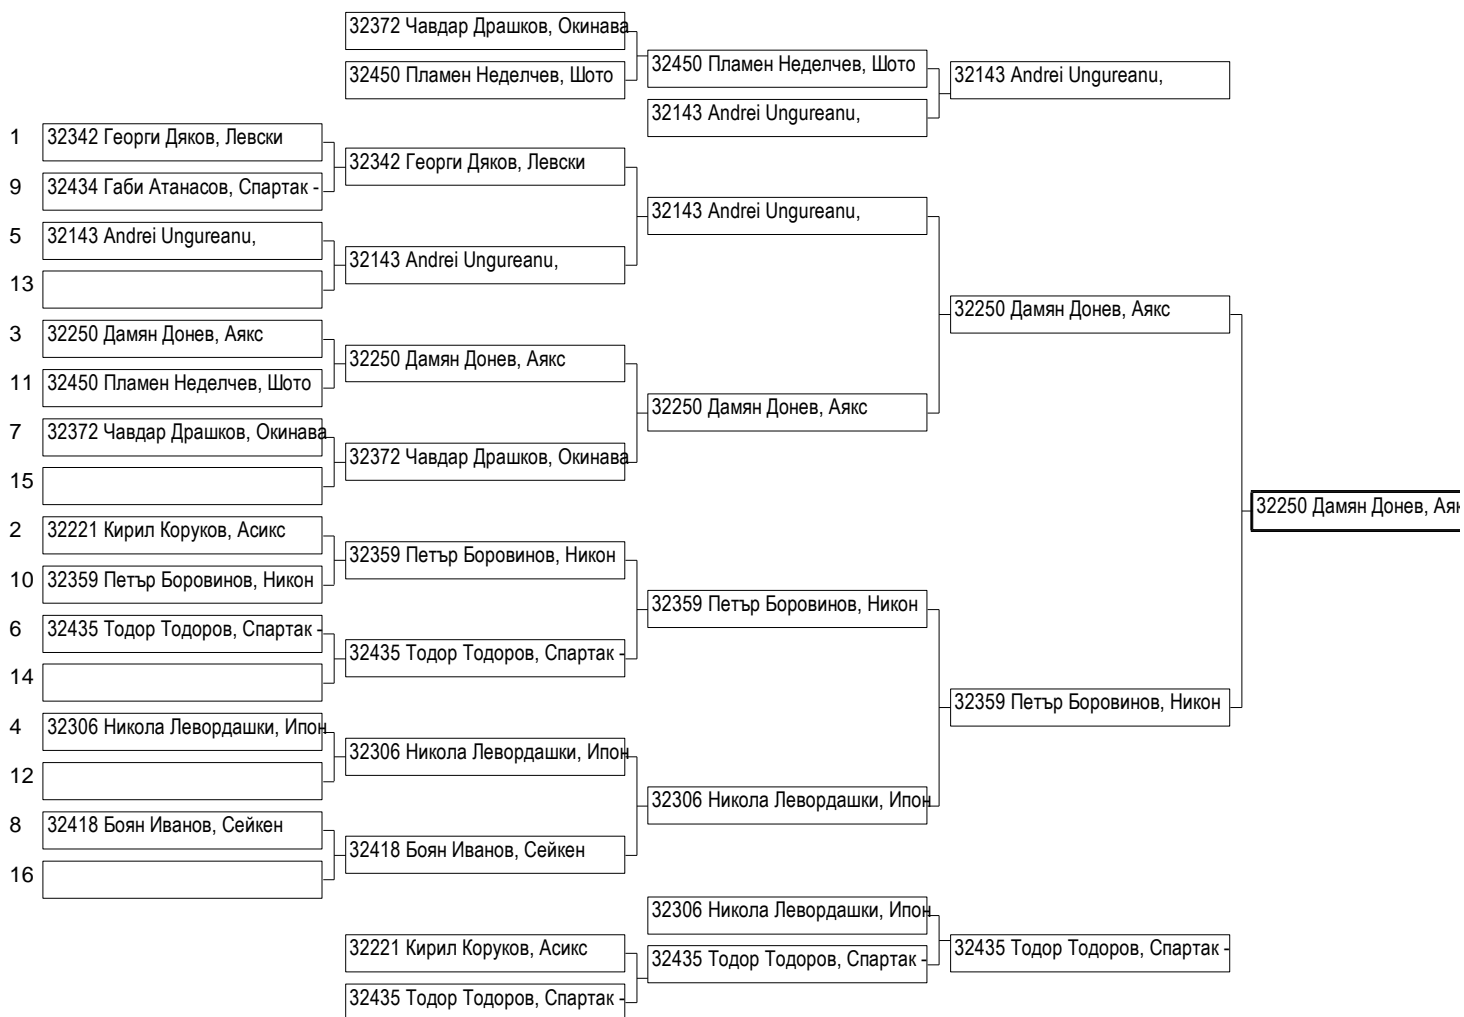 32372 Чавдар Драшков, Окинава
32450 Пламен Неделчев, Шото
32450 Пламен Неделчев, Шото
32143 Andrei Ungureanu,
32143 Andrei Ungureanu,
1 32342 Георги Дяков, Левски
9 32434 Габи Атанасов, Спартак -
5 32143 Andrei Ungureanu,
13
3 32250 Дамян Донев, Аякс
11 32450 Пламен Неделчев, Шото
7 32372 Чавдар Драшков, Окинава
15
2 32221 Кирил Коруков, Асикс
10 32359 Петър Боровинов, Никон
6 32435 Тодор Тодоров, Спартак -
14
4 32306 Никола Левордашки, Ипон
12
8 32418 Боян Иванов, Сейкен
16
32342 Георги Дяков, Левски
32143 Andrei Ungureanu,
32250 Дамян Донев, Аякс
32372 Чавдар Драшков, Окинава
32359 Петър Боровинов, Никон
32435 Тодор Тодоров, Спартак -
32306 Никола Левордашки, Ипон
32418 Боян Иванов, Сейкен
32143 Andrei Ungureanu,
32250 Дамян Донев, Аякс
32359 Петър Боровинов, Никон
32306 Никола Левордашки, Ипон
32250 Дамян Донев, Аякс
32359 Петър Боровинов, Никон
32250 Дамян Донев, Аяк
32221 Кирил Коруков, Асикс
32435 Тодор Тодоров, Спартак -
32306 Никола Левордашки, Ипон
32435 Тодор Тодоров, Спартак -
32435 Тодор Тодоров, Спартак -